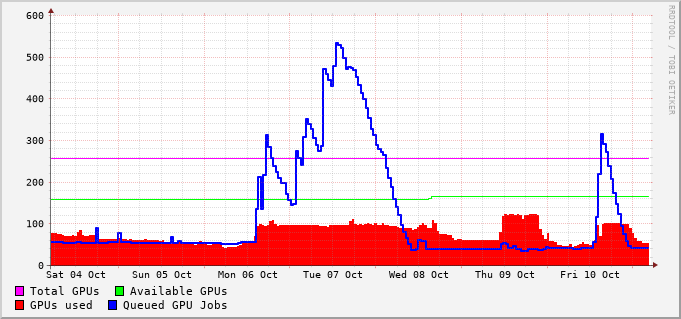 600
500
400
300
200
100
0
Sat 04 Oct Sun 05 Oct Mon 06 Oct Tue 07 Oct Wed 08 Oct Thu 09 Oct Fri 10 Oct
Total GPUs Available GPUs
GPUs used Queued GPU Jobs
RRDTOOL / TOBI OETIKER